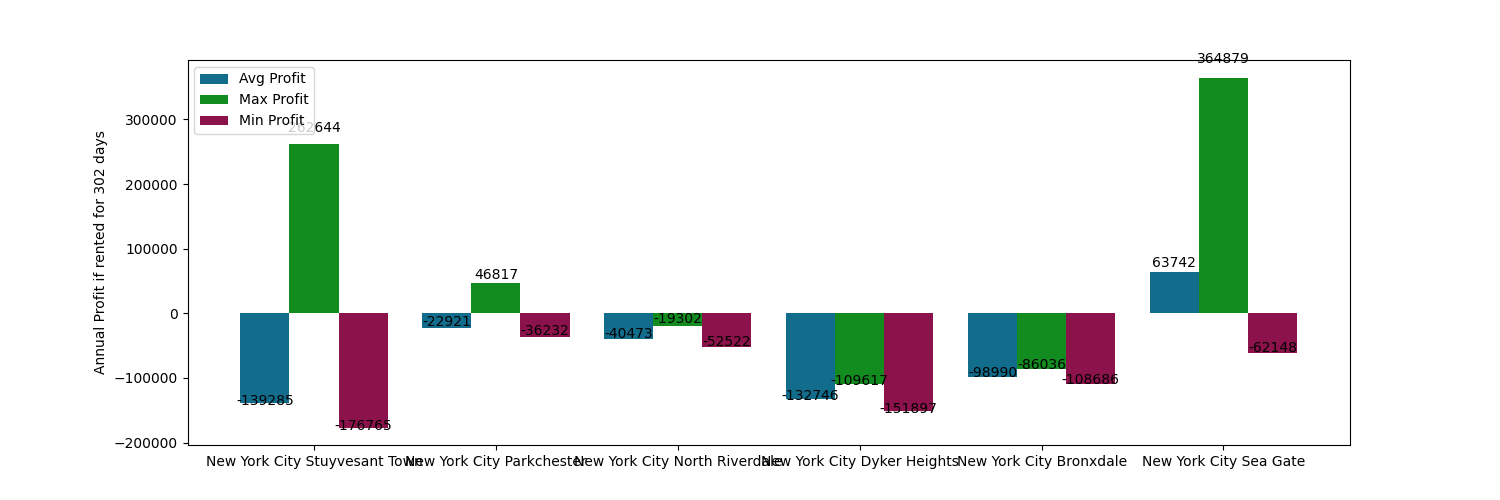 364879
Avg Profit
Max Profit
Min Profit
262644
300000
200000
100000
0
-100000
-200000
Annual Profit if rented for 302 days
63742
46817
-22921
-36232
-19302
-40473
-52522
-62148
-86036
-98990
-108686
-109617
-132746
-151897
-139285
-176765
New York City Stuyvesant Town
New York City Parkchester
New York City North Riverdale
New York City Dyker Heights
New York City Bronxdale
New York City Sea Gate